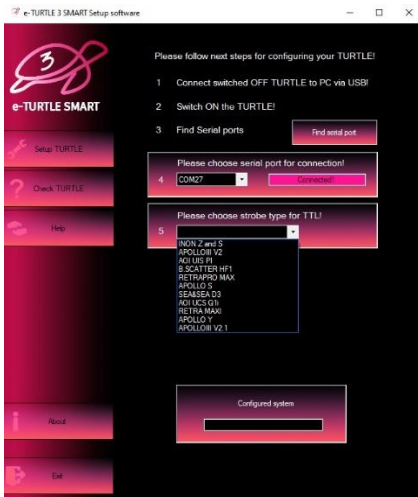 e-TURTLE 3 SMART Setup software
3
e-TURTLE SMART
Setup TURTLE
Check TURTLE
Help
About
Exit
Please follow next steps for configuring your TURTLE!
1 Connect switched OFF TURTLE to PC via USB!
2 Switch ON the TURTLE!
3 Find Serial ports
Find serial port
Please choose serial port for connection!
4 COM27 Connected!
Please choose strobe type for TTL!
5
INON Z and S
APOLLOIII V2
AOI UIS PI
B.SCATTER HF1
RETRAPRO MAX
APOLLO S
SEA&SEA D3
AOI UCS Q1i
RETRA MAXI
APOLLO Y
APOLLOIII V2.1
Configured system